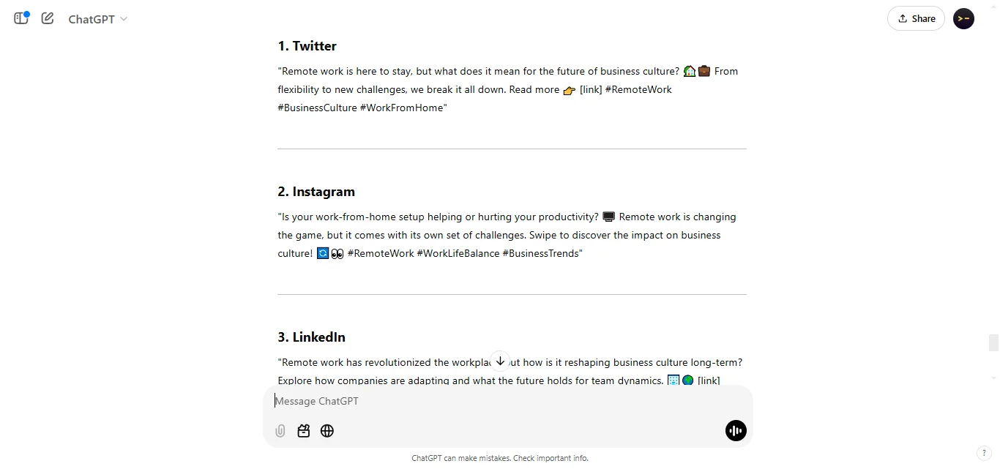 ChatGPT
Share
1. Twitter
"Remote work is here to stay, but what does it mean for the future of business culture? 🏡💼 From
flexibility to new challenges, we break it all down. Read more 👉 [link] #RemoteWork
#BusinessCulture #WorkFromHome"
2. Instagram
"Is your work-from-home setup helping or hurting your productivity? 🖥️ Remote work is changing
the game, but it comes with its own set of challenges. Swipe to discover the impact on business
culture! 🔄👀 #RemoteWork #WorkLifeBalance #BusinessTrends"
3. LinkedIn
"Remote work has revolutionized the workplac ut how is it reshaping business culture long-term?
Explore how companies are adapting and what the future holds for team dynamics. 🏢🌍 [link]
Message ChatGPT
ChatGPT can make mistakes. Check important info.
?